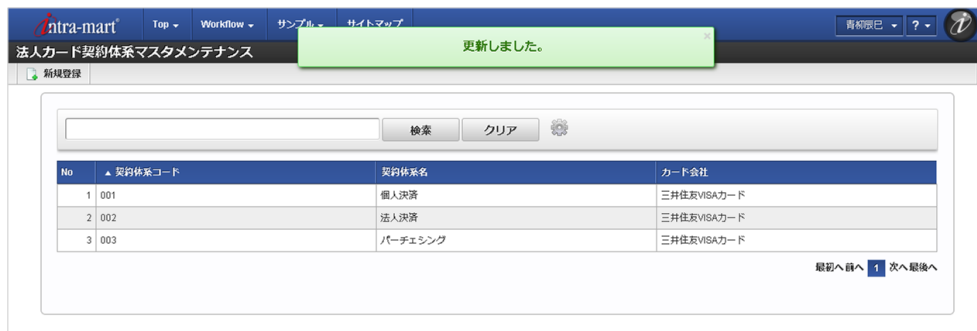 intra-mart Top Workflow サンプル サイトマップ 青柳辰巳 ?
更新しました。
×
法人カード契約体系マスタメンテナンス
新規登録
検索 クリア
No ▲ 契約体系コード 契約体系名 カード会社
1 001 個人決済 三井住友VISAカード
2 002 法人決済 三井住友VISAカード
3 003 パーチェシング 三井住友VISAカード
最初へ 前へ 1 次へ 最後へ